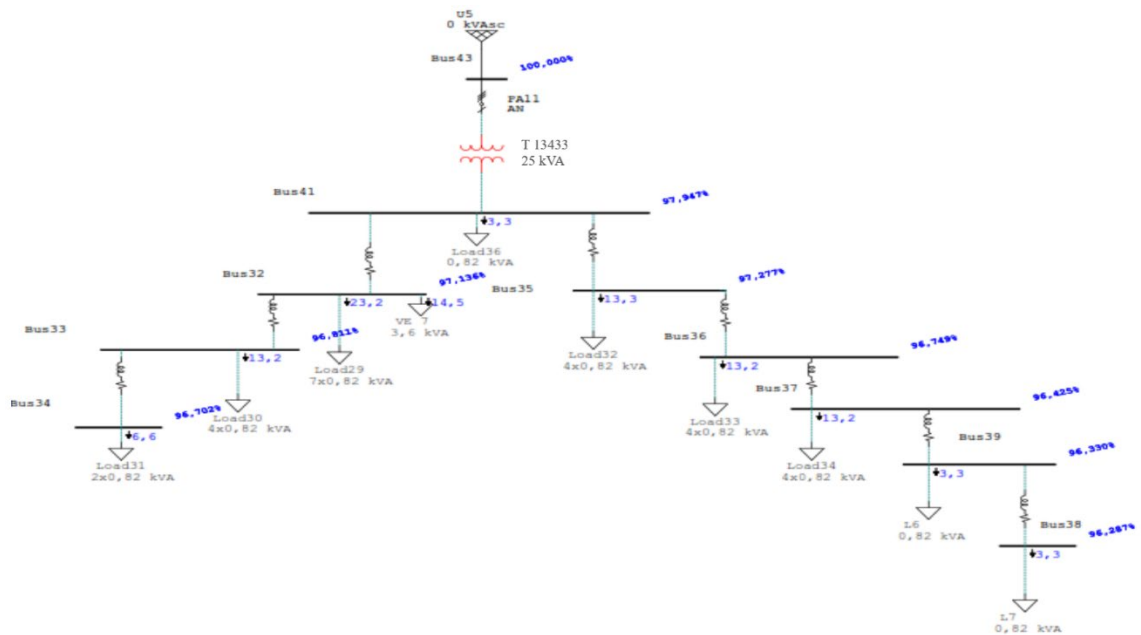 U5
0 kVAsc
Bus43
100,000%
FA11
AN
T 13433
25 kVA
Bus41
97,947%
3,3
Load36
0,82 kVA
Bus32
97,136%
Bus35
97,277%
23,2
14,5
13,3
VE 7
3,6 kVA
Bus33
96,811%
Bus36
96,749%
13,2
Load29
7x0,82 kVA
Load32
4x0,82 kVA
13,2
Bus37
96,425%
Bus34
96,702%
Load30
4x0,82 kVA
Load33
4x0,82 kVA
13,2
6,6
Load31
2x0,82 kVA
Bus39
96,330%
Load34
4x0,82 kVA
3,3
L6
0,82 kVA
Bus38
96,287%
3,3
L7
0,82 kVA